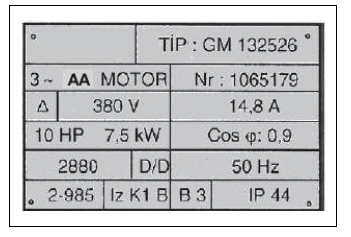 TİP : GM 132526
3~ AA MOTOR Nr : 1065179
Δ 380 V 14,8 A
10 HP 7,5 kW Cos φ: 0,9
2880 D/D 50 Hz
2-985 Iz K1 B B 3 IP 44